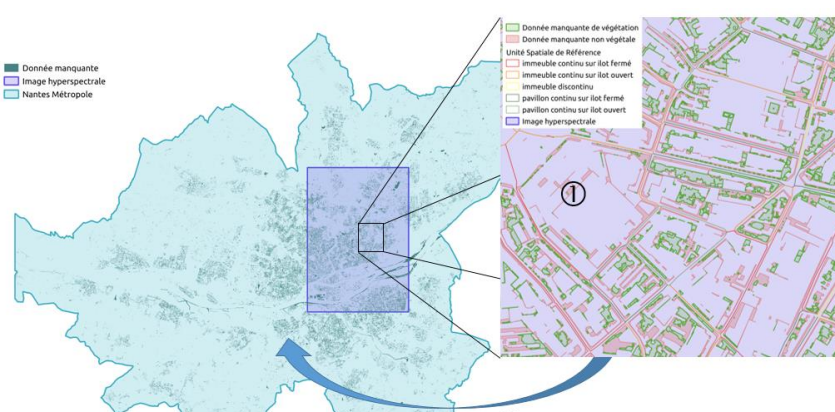 Donnée manquante
Image hyperspectrale
Nantes Métropole
Donnée manquante de végétation
Donnée manquante non végétale
Unité Spatiale de Référence
immeuble continu sur ilot fermé
immeuble continu sur ilot ouvert
immeuble discontinu
pavillon continu sur ilot fermé
pavillon continu sur ilot ouvert
Image hyperspectrale
①